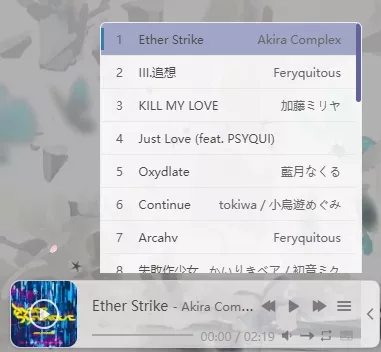 1 Ether Strike Akira Complex
2 III.追想 Feryquitous
3 KILL MY LOVE 加藤ミリヤ
4 Just Love (feat. PSYQUI)
5 Oxydlate 藍月なくる
6 Continue tokiwa / 小鳥遊めぐみ
7 Arcahv Feryquitous
8 失敗作少女 かいりきベア / 初音ミク
Ether Strike - Akira Com...
00:00 / 02:19